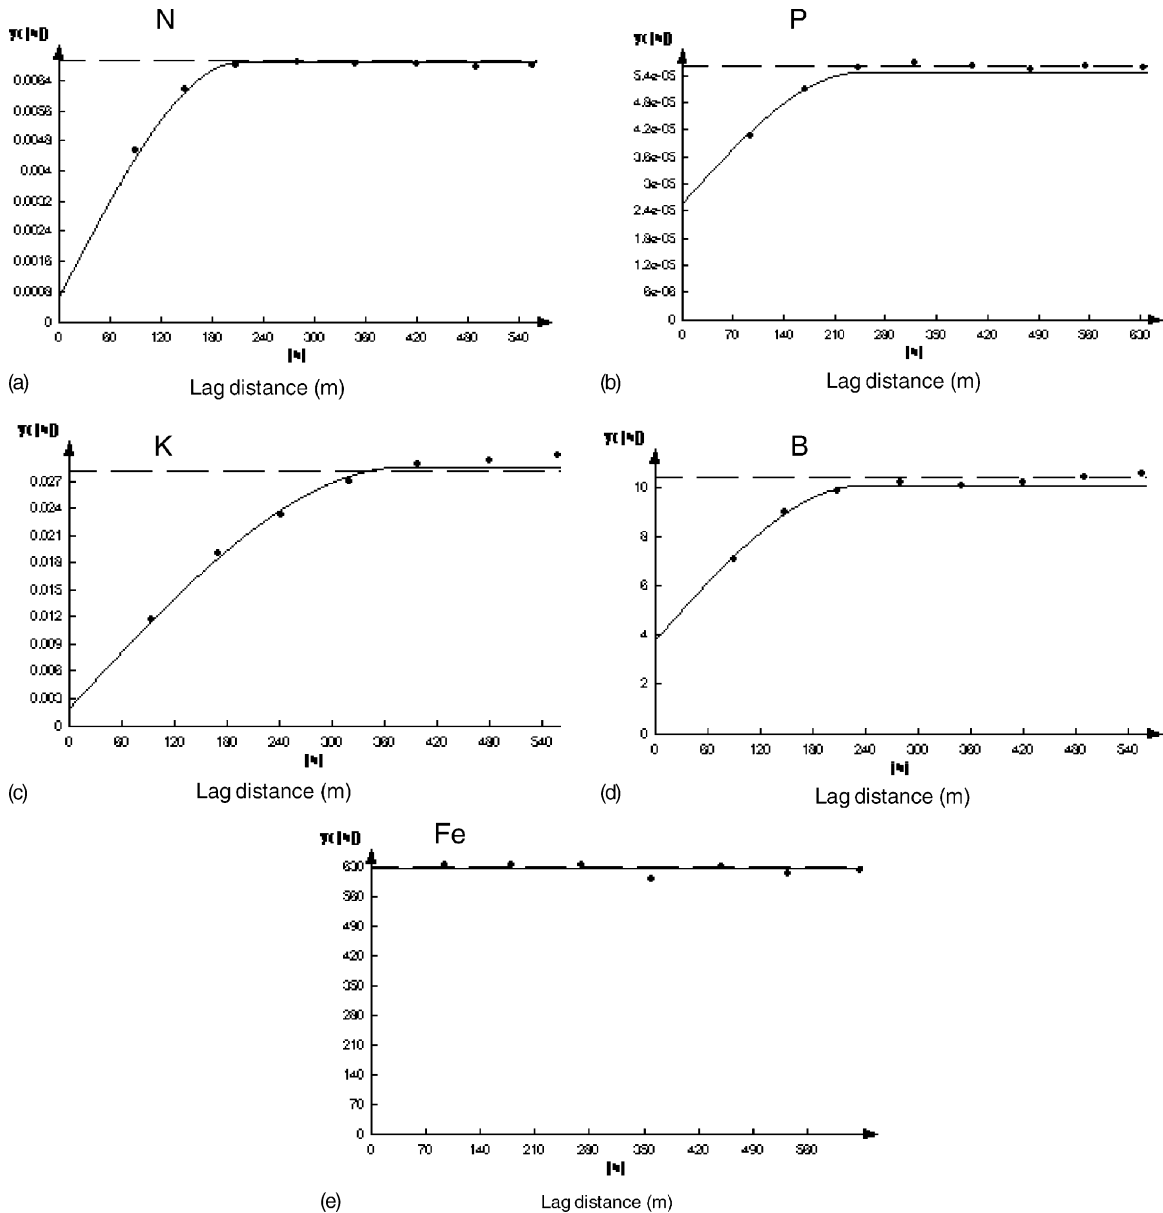 N
γ(|h|)
0.0064
0.0056
0.0048
0.004
0.0032
0.0024
0.0016
0.0008
0
0 60 120 180 240 300 360 420 480 540
|h|
(a) Lag distance (m)
P
γ(|h|)
5.4e-05
4.8e-05
4.2e-05
3.6e-05
3e-05
2.4e-05
1.8e-05
1.2e-05
6e-06
0
0 70 140 210 280 350 420 490 560 630
|h|
(b) Lag distance (m)
K
γ(|h|)
0.027
0.024
0.021
0.018
0.015
0.012
0.009
0.006
0.003
0
0 60 120 180 240 300 360 420 480 540
|h|
(c) Lag distance (m)
B
γ(|h|)
10
8
6
4
2
0
0 60 120 180 240 300 360 420 480 540
|h|
(d) Lag distance (m)
Fe
γ(|h|)
630
560
490
420
350
280
210
140
70
0
0 70 140 210 280 350 420 490 560
|h|
(e) Lag distance (m)